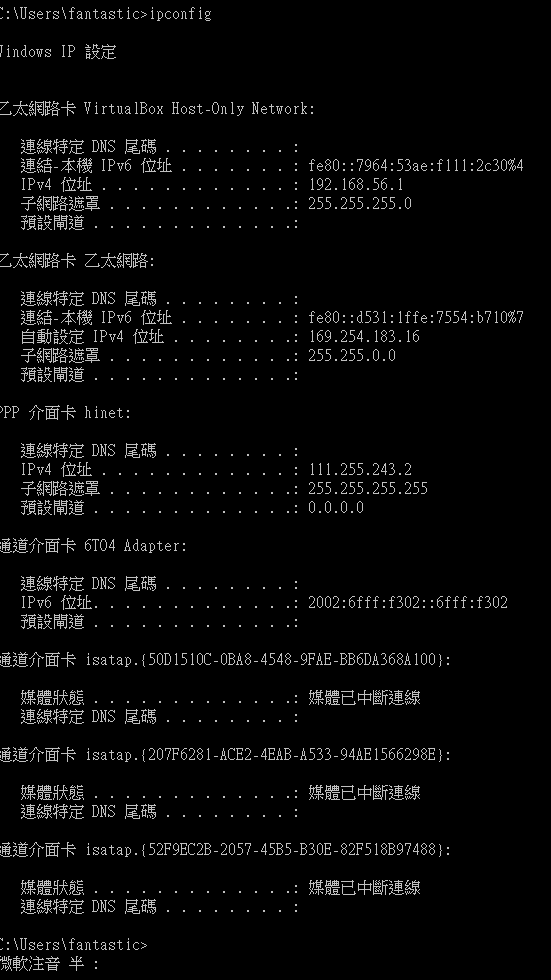 C:\Users\fantastic>ipconfig
Windows IP 設定
乙太網路卡 VirtualBox Host-Only Network:
連線特定 DNS 尾碼 . . . . . . . . :
連結-本機 IPv6 位址 . . . . . . . . : fe80::7964:53ae:f111:2c30%4
IPv4 位址 . . . . . . . . . . . . : 192.168.56.1
子網路遮罩 . . . . . . . . . . . .: 255.255.255.0
預設閘道 . . . . . . . . . . . . .:
乙太網路卡 乙太網路:
連線特定 DNS 尾碼 . . . . . . . . :
連結-本機 IPv6 位址 . . . . . . . . : fe80::d531:1ffe:7554:b710%7
自動設定 IPv4 位址 . . . . . . . .: 169.254.183.16
子網路遮罩 . . . . . . . . . . . .: 255.255.0.0
預設閘道 . . . . . . . . . . . . .:
PPP 介面卡 hinet:
連線特定 DNS 尾碼 . . . . . . . . :
IPv4 位址 . . . . . . . . . . . . : 111.255.243.2
子網路遮罩 . . . . . . . . . . . .: 255.255.255.255
預設閘道 . . . . . . . . . . . . .: 0.0.0.0
通道介面卡 6TO4 Adapter:
連線特定 DNS 尾碼 . . . . . . . . :
IPv6 位址. . . . . . . . . . . . .: 2002:6fff:f302::6fff:f302
預設閘道 . . . . . . . . . . . . .:
通道介面卡 isatap.{50D1510C-0BA8-4548-9FAE-BB6DA368A100}:
媒體狀態 . . . . . . . . . . . . .: 媒體已中斷連線
連線特定 DNS 尾碼 . . . . . . . . :
通道介面卡 isatap.{207F6281-ACE2-4EAB-A533-94AE1566298E}:
媒體狀態 . . . . . . . . . . . . .: 媒體已中斷連線
連線特定 DNS 尾碼 . . . . . . . . :
通道介面卡 isatap.{52F9EC2B-2057-45B5-B30E-82F518B97488}:
媒體狀態 . . . . . . . . . . . . .: 媒體已中斷連線
連線特定 DNS 尾碼 . . . . . . . . :
C:\Users\fantastic>
微軟注音 半 :